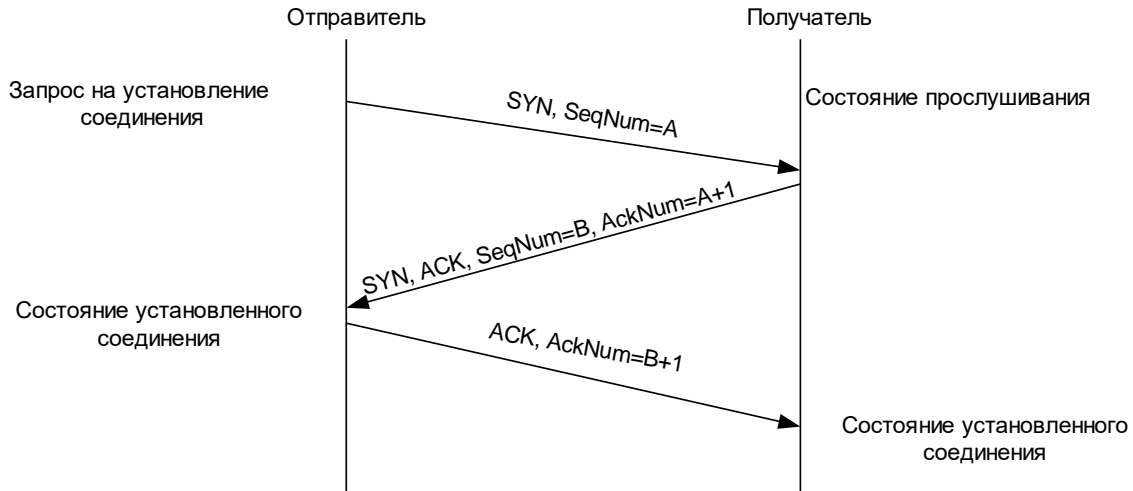 Отправитель
Получатель
Запрос на установление
соединения
Состояние прослушивания
SYN, SeqNum=A
SYN, ACK, SeqNum=B, AckNum=A+1
Состояние установленного
соединения
ACK, AckNum=B+1
Состояние установленного
соединения